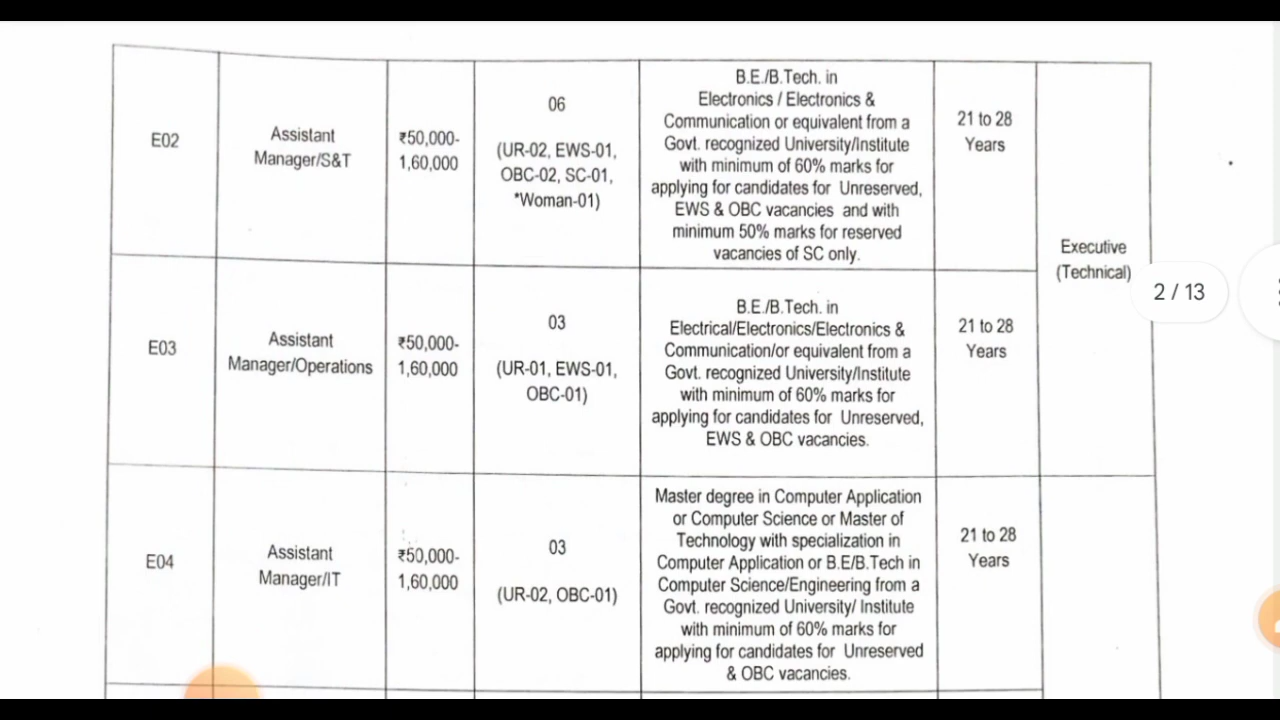 E02
Assistant
Manager/S&T
₹50,000-
1,60,000
06
(UR-02, EWS-01,
OBC-02, SC-01,
*Woman-01)
B.E./B.Tech. in
Electronics / Electronics &
Communication or equivalent from a
Govt. recognized University/Institute
with minimum of 60% marks for
applying for candidates for Unreserved,
EWS & OBC vacancies and with
minimum 50% marks for reserved
vacancies of SC only.
21 to 28
Years
Executive
(Technical)
2 / 13
E03
Assistant
Manager/Operations
₹50,000-
1,60,000
03
(UR-01, EWS-01,
OBC-01)
B.E./B.Tech. in
Electrical/Electronics/Electronics &
Communication/or equivalent from a
Govt. recognized University/Institute
with minimum of 60% marks for
applying for candidates for Unreserved,
EWS & OBC vacancies.
21 to 28
Years
E04
Assistant
Manager/IT
₹50,000-
1,60,000
03
(UR-02, OBC-01)
Master degree in Computer Application
or Computer Science or Master of
Technology with specialization in
Computer Application or B.E/B.Tech in
Computer Science/Engineering from a
Govt. recognized University/ Institute
with minimum of 60% marks for
applying for candidates for Unreserved
& OBC vacancies.
21 to 28
Years